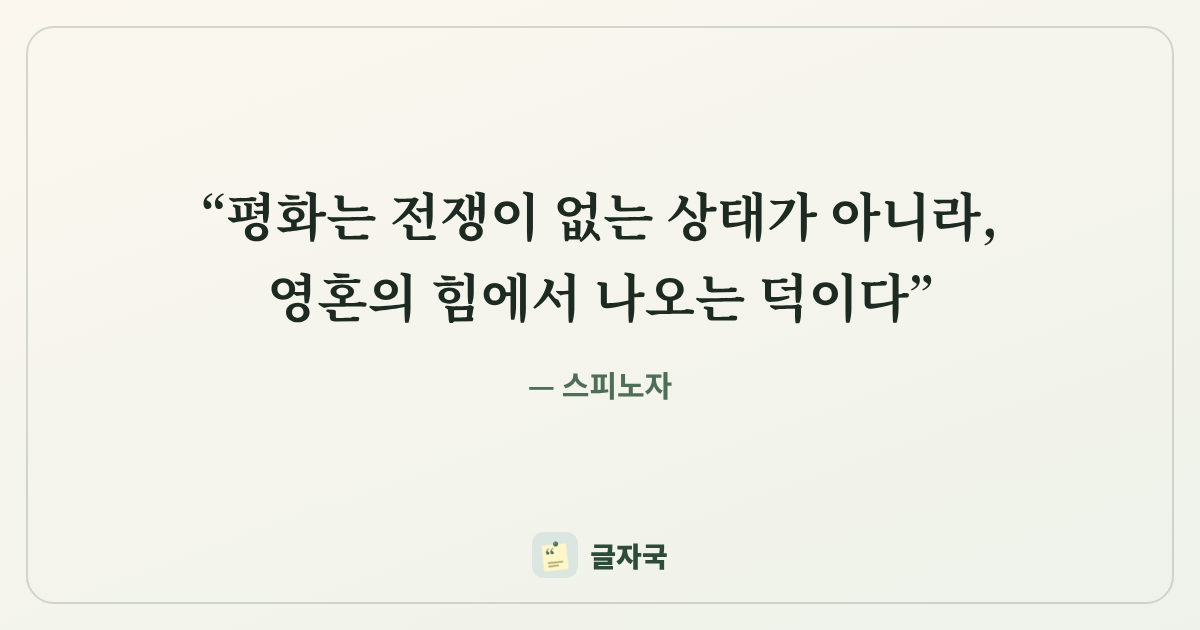 “평화는 전쟁이 없는 상태가 아니라,
영혼의 힘에서 나오는 덕이다”
— 스피노자
글자국